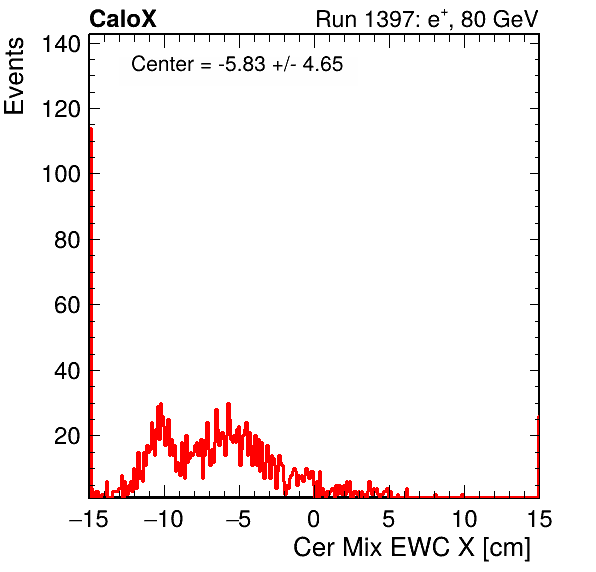 CaloX Run 1397: e⁺, 80 GeV
Center = -5.83 +/- 4.65
Events
140
120
100
80
60
40
20
−15 −10 −5 0 5 10 15
Cer Mix EWC X [cm]